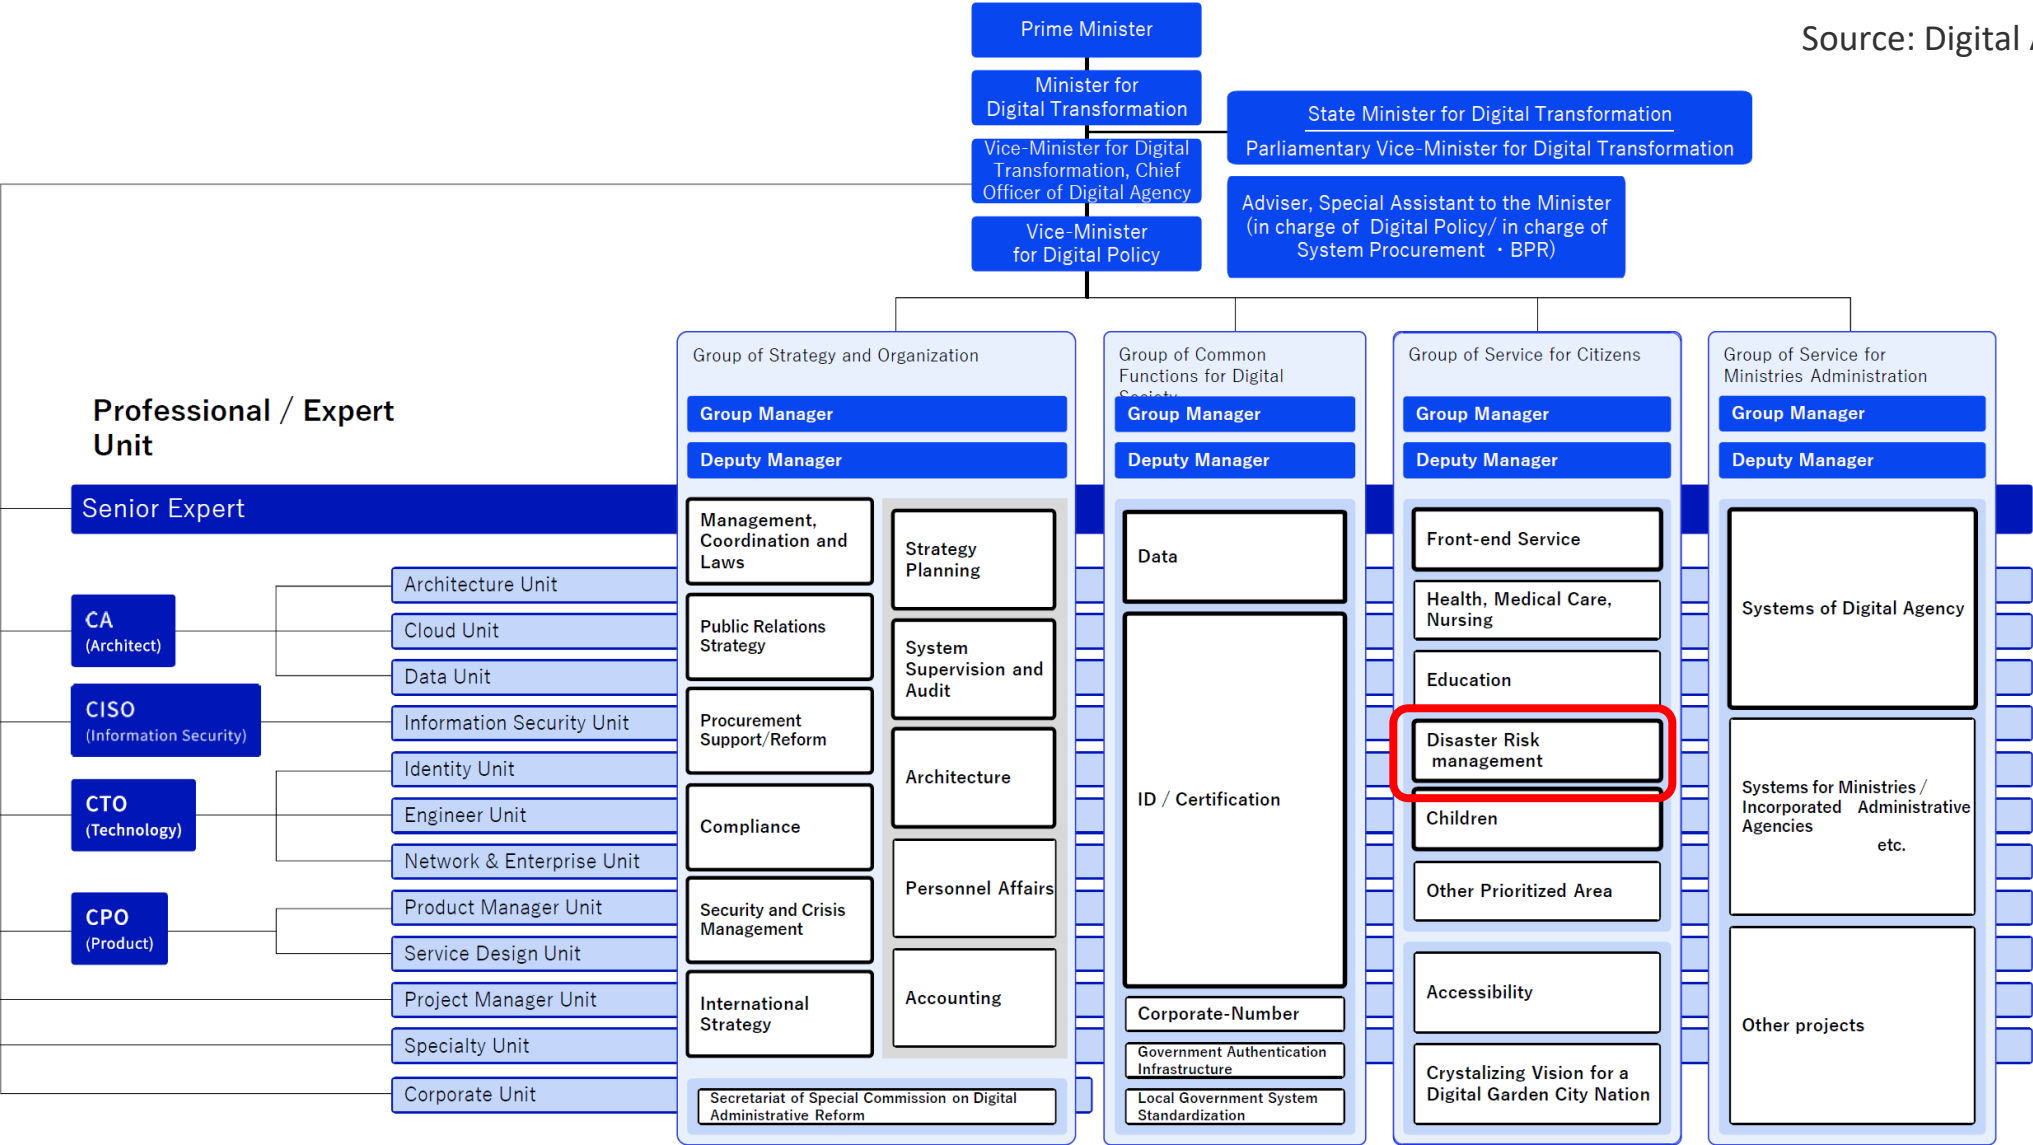 Prime Minister
Source: Digital
Minister for
Digital Transformation
State Minister for Digital Transformation
Parliamentary Vice-Minister for Digital Transformation
Vice-Minister for Digital
Transformation, Chief
Officer of Digital Agency
Adviser, Special Assistant to the Minister
(in charge of Digital Policy/ in charge of
System Procurement ・BPR)
Vice-Minister
for Digital Policy
Professional / Expert
Unit
Senior Expert
CA
(Architect)
CISO
(Information Security)
CTO
(Technology)
CPO
(Product)
Architecture Unit
Cloud Unit
Data Unit
Information Security Unit
Identity Unit
Engineer Unit
Network & Enterprise Unit
Product Manager Unit
Service Design Unit
Project Manager Unit
Specialty Unit
Corporate Unit
Group of Strategy and Organization
Group Manager
Deputy Manager
Management,
Coordination and
Laws
Public Relations
Strategy
Procurement
Support/Reform
Compliance
Security and Crisis
Management
International
Strategy
Strategy
Planning
System
Supervision and
Audit
Architecture
Personnel Affairs
Accounting
Secretariat of Special Commission on Digital
Administrative Reform
Group of Common
Functions for Digital
Society
Group Manager
Deputy Manager
Data
ID / Certification
Corporate-Number
Government Authentication
Infrastructure
Local Government System
Standardization
Group of Service for Citizens
Group Manager
Deputy Manager
Front-end Service
Health, Medical Care,
Nursing
Education
Disaster Risk
management
Children
Other Prioritized Area
Accessibility
Crystalizing Vision for a
Digital Garden City Nation
Group of Service for
Ministries Administration
Group Manager
Deputy Manager
Systems of Digital Agency
Systems for Ministries /
Incorporated Administrative
Agencies
etc.
Other projects